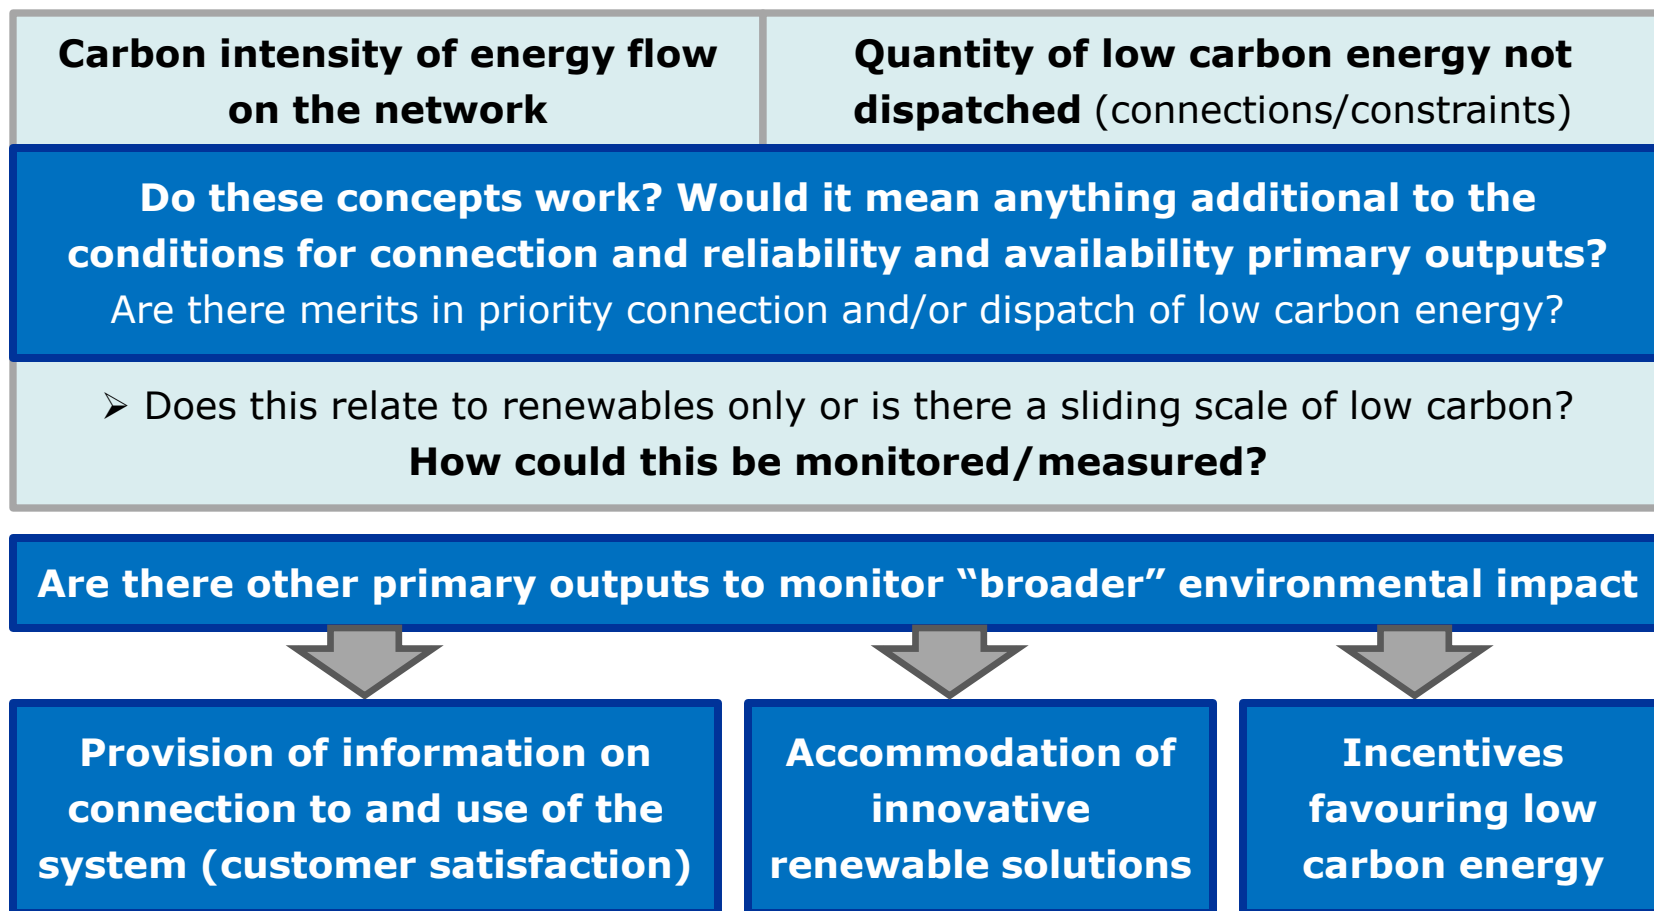 Carbon intensity of energy flow
on the network
Quantity of low carbon energy not
dispatched (connections/constraints)
Do these concepts work? Would it mean anything additional to the
conditions for connection and reliability and availability primary outputs?
Are there merits in priority connection and/or dispatch of low carbon energy?
➢ Does this relate to renewables only or is there a sliding scale of low carbon?
How could this be monitored/measured?
Are there other primary outputs to monitor “broader” environmental impact
Provision of information on
connection to and use of the
system (customer satisfaction)
Accommodation of
innovative
renewable solutions
Incentives
favouring low
carbon energy